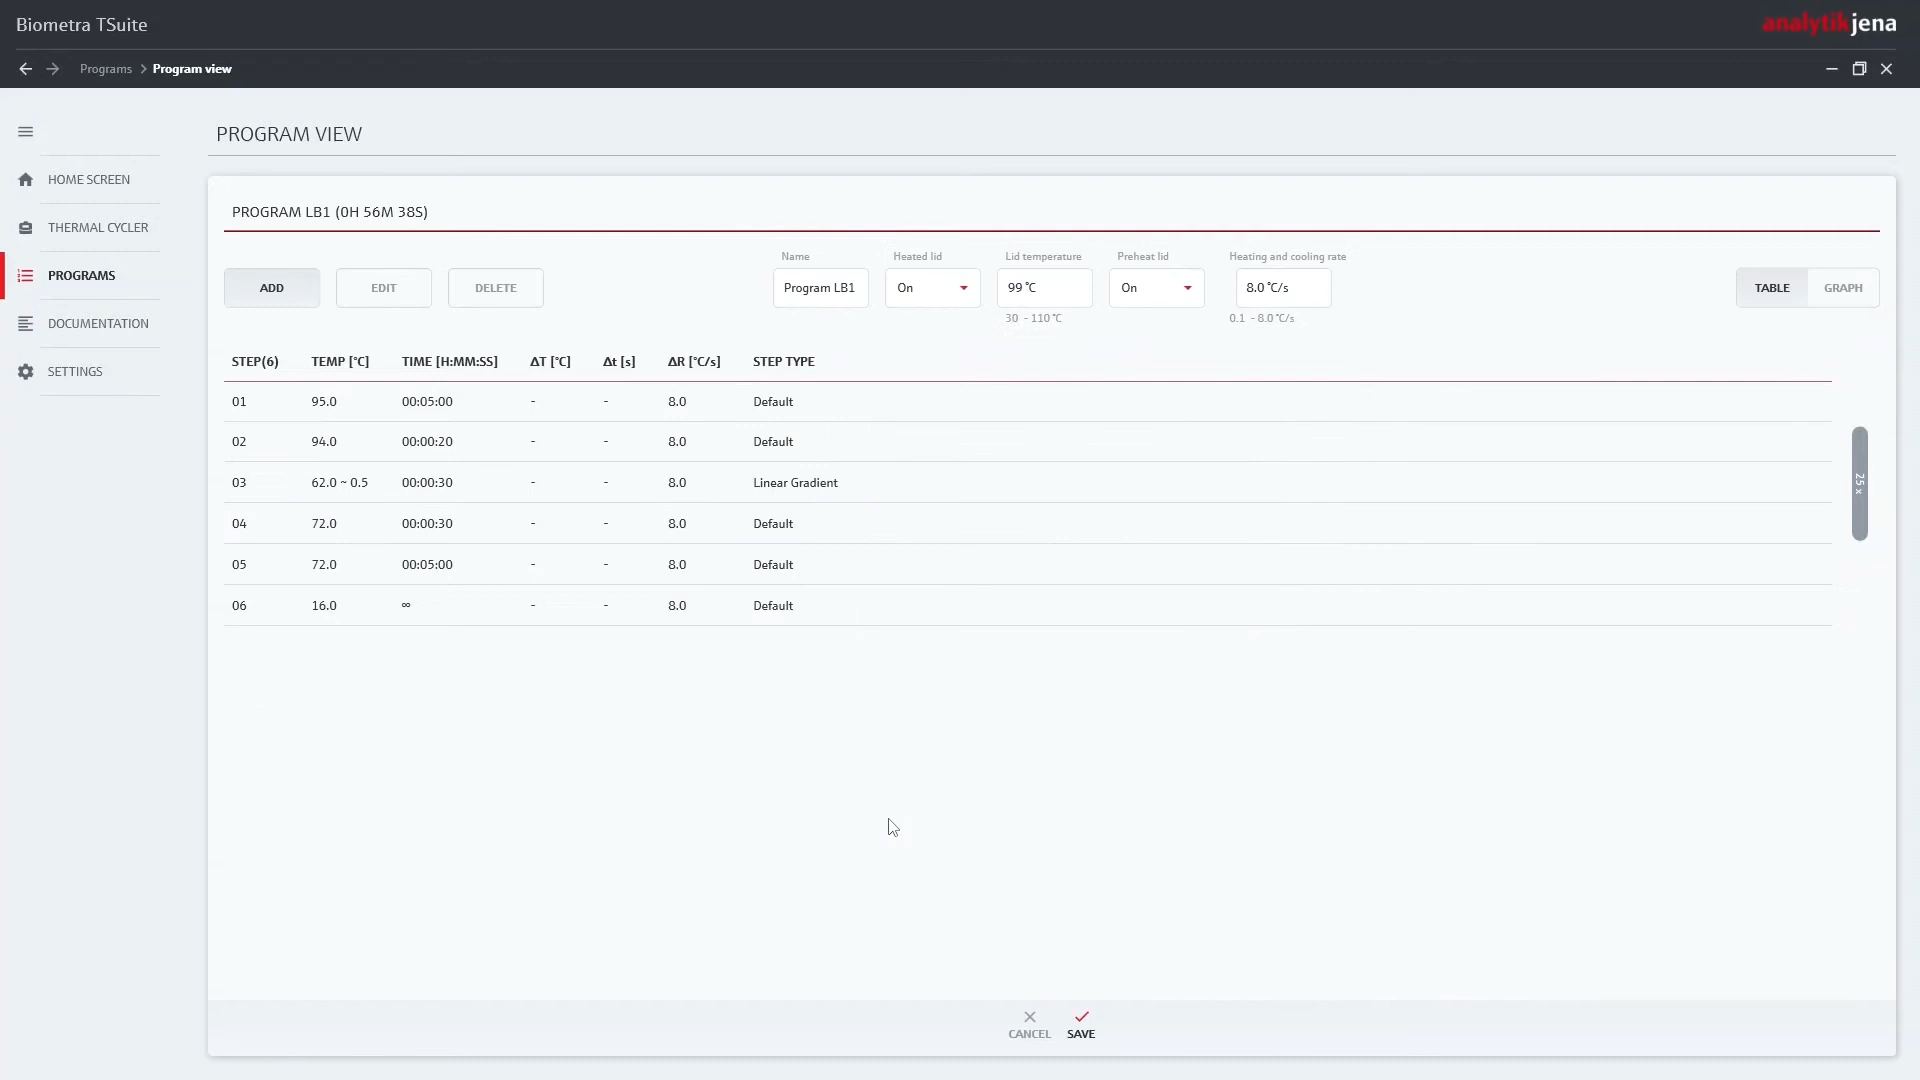 Biometra TSuite
analytikjena
Programs > Program view
PROGRAM VIEW
HOME SCREEN
THERMAL CYCLER
PROGRAMS
DOCUMENTATION
SETTINGS
PROGRAM LB1 (0H 56M 38S)
ADD EDIT DELETE
Name Heated lid Lid temperature Preheat lid Heating and cooling rate
Program LB1 On 99 °C On 8.0 °C/s
30 - 110 °C 0.1 - 8.0 °C/s
TABLE GRAPH
STEP(6) TEMP [°C] TIME [H:MM:SS] ΔT [°C] Δt [s] ΔR [°C/s] STEP TYPE
01 95.0 00:05:00 - - 8.0 Default
02 94.0 00:00:20 - - 8.0 Default
03 62.0 ~ 0.5 00:00:30 - - 8.0 Linear Gradient
04 72.0 00:00:30 - - 8.0 Default
05 72.0 00:05:00 - - 8.0 Default
06 16.0 ∞ - - 8.0 Default
25 x
CANCEL SAVE